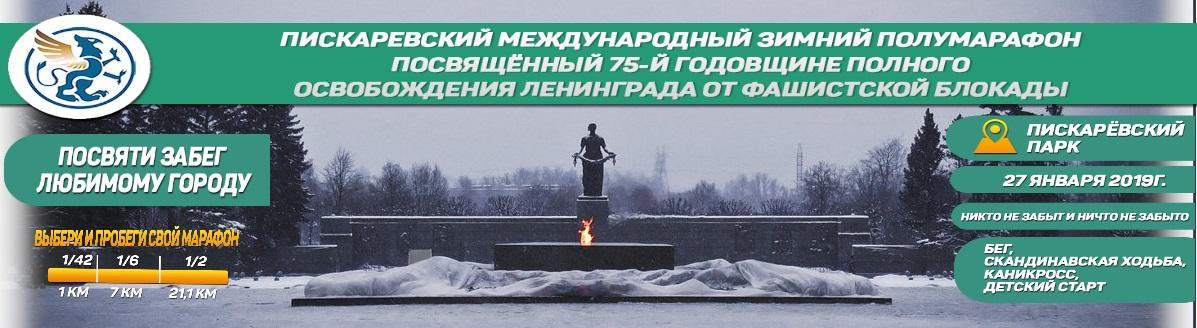 ПИСКАРЕВСКИЙ МЕЖДУНАРОДНЫЙ ЗИМНИЙ ПОЛУМАРАФОН
ПОСВЯЩЁННЫЙ 75-Й ГОДОВЩИНЕ ПОЛНОГО
ОСВОБОЖДЕНИЯ ЛЕНИНГРАДА ОТ ФАШИСТСКОЙ БЛОКАДЫ
ПОСВЯТИ ЗАБЕГ
ЛЮБИМОМУ ГОРОДУ
ВЫБЕРИ И ПРОБЕГИ СВОЙ МАРАФОН
1/42 1/6 1/2
1 КМ 7 КМ 21,1 КМ
ПИСКАРЁВСКИЙ
ПАРК
27 ЯНВАРЯ 2019Г.
НИКТО НЕ ЗАБЫТ И НИЧТО НЕ ЗАБЫТО
БЕГ,
СКАНДИНАВСКАЯ ХОДЬБА,
КАНИКРОСС,
ДЕТСКИЙ СТАРТ